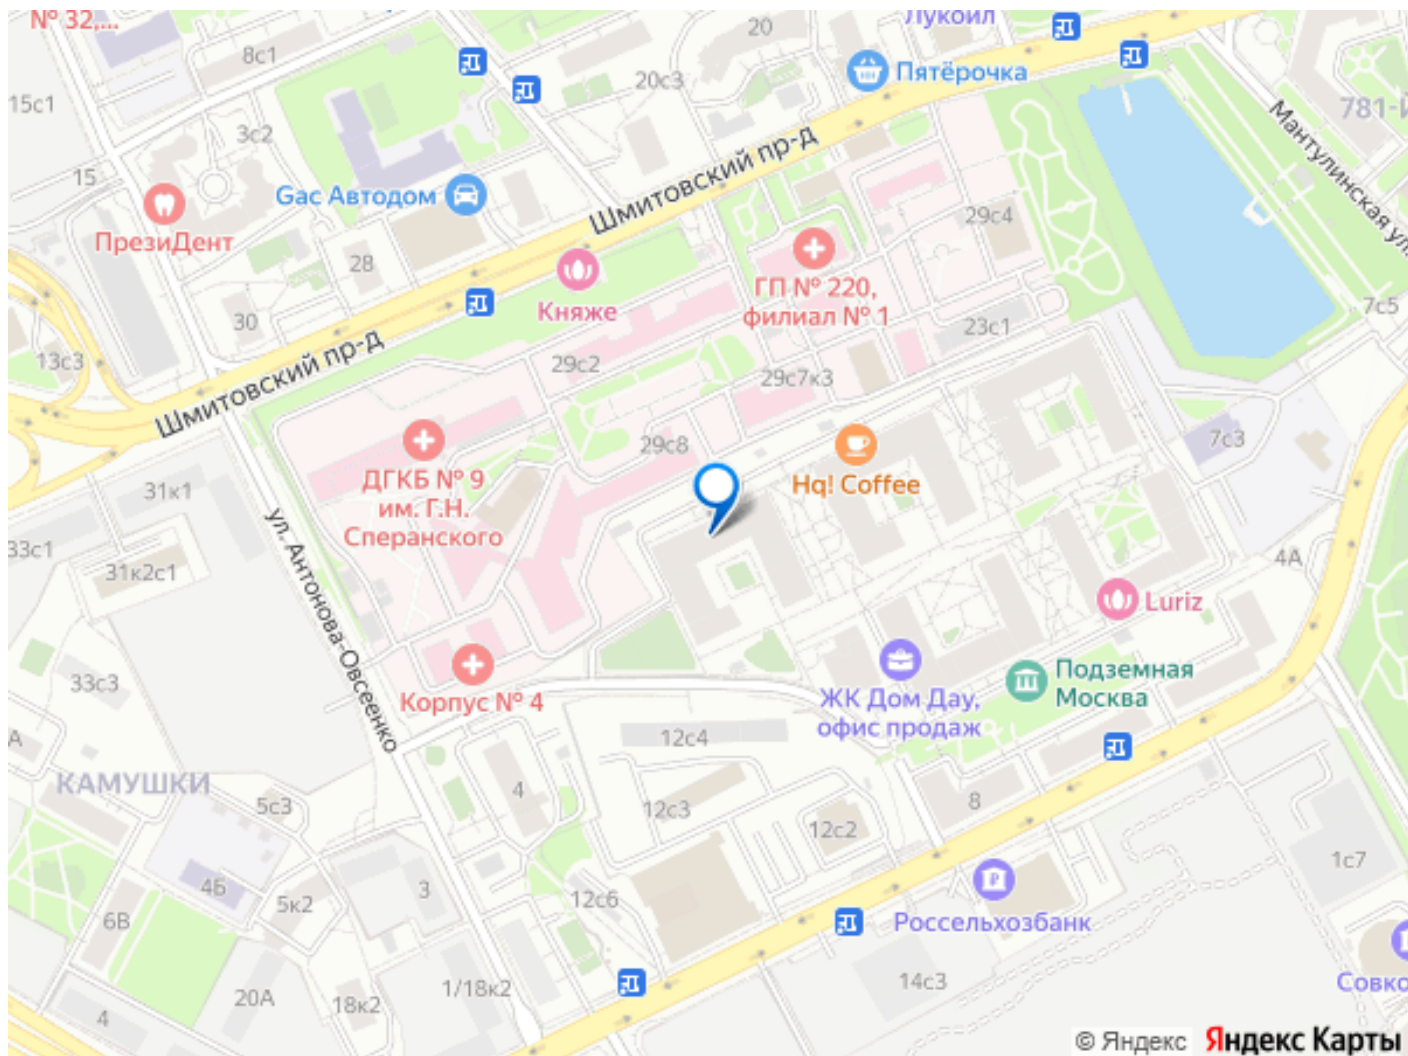 № 32,...
8с1
20
Лукойл
Пятёрочка
20с3
781-Й
15с1
3с2
Мантулинская ул.
15
Gac Автодом
Шмитовский пр-д
29с4
ПрезиДент
28
ГП № 220,
филиал № 1
Княже
30
7с5
23с1
13с3
Шмитовский пр-д
29с2
29с7к3
29с8
7с3
ДГКБ № 9
им. Г.Н.
Сперанского
Hq! Coffee
31к1
33с1
31к2с1
ул. Антонова-Овсеенко
4А
Luriz
33с3
Корпус № 4
Подземная
Москва
ЖК Дом Дау,
офис продаж
12с4
А
КАМУШКИ
5с3
4
12с3
12с2
8
1с7
4Б
3
5к2
12с6
6В
Россельхозбанк
20А
18к2
1/18к2
14с3
Совко
4
© Яндекс Яндекс Карты